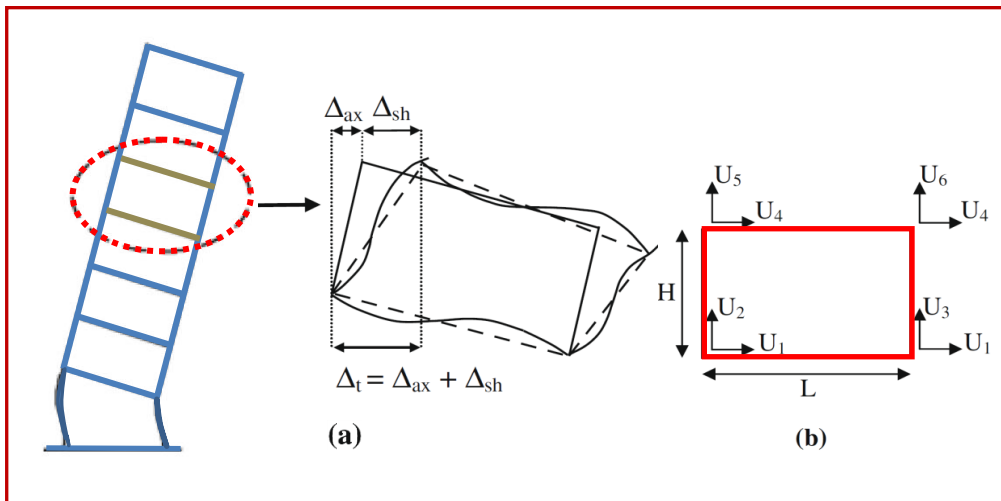 Δax Δsh
Δt = Δax + Δsh
(a)
U5 U6
U4 U4
H
U2 U3
U1 U1
L
(b)